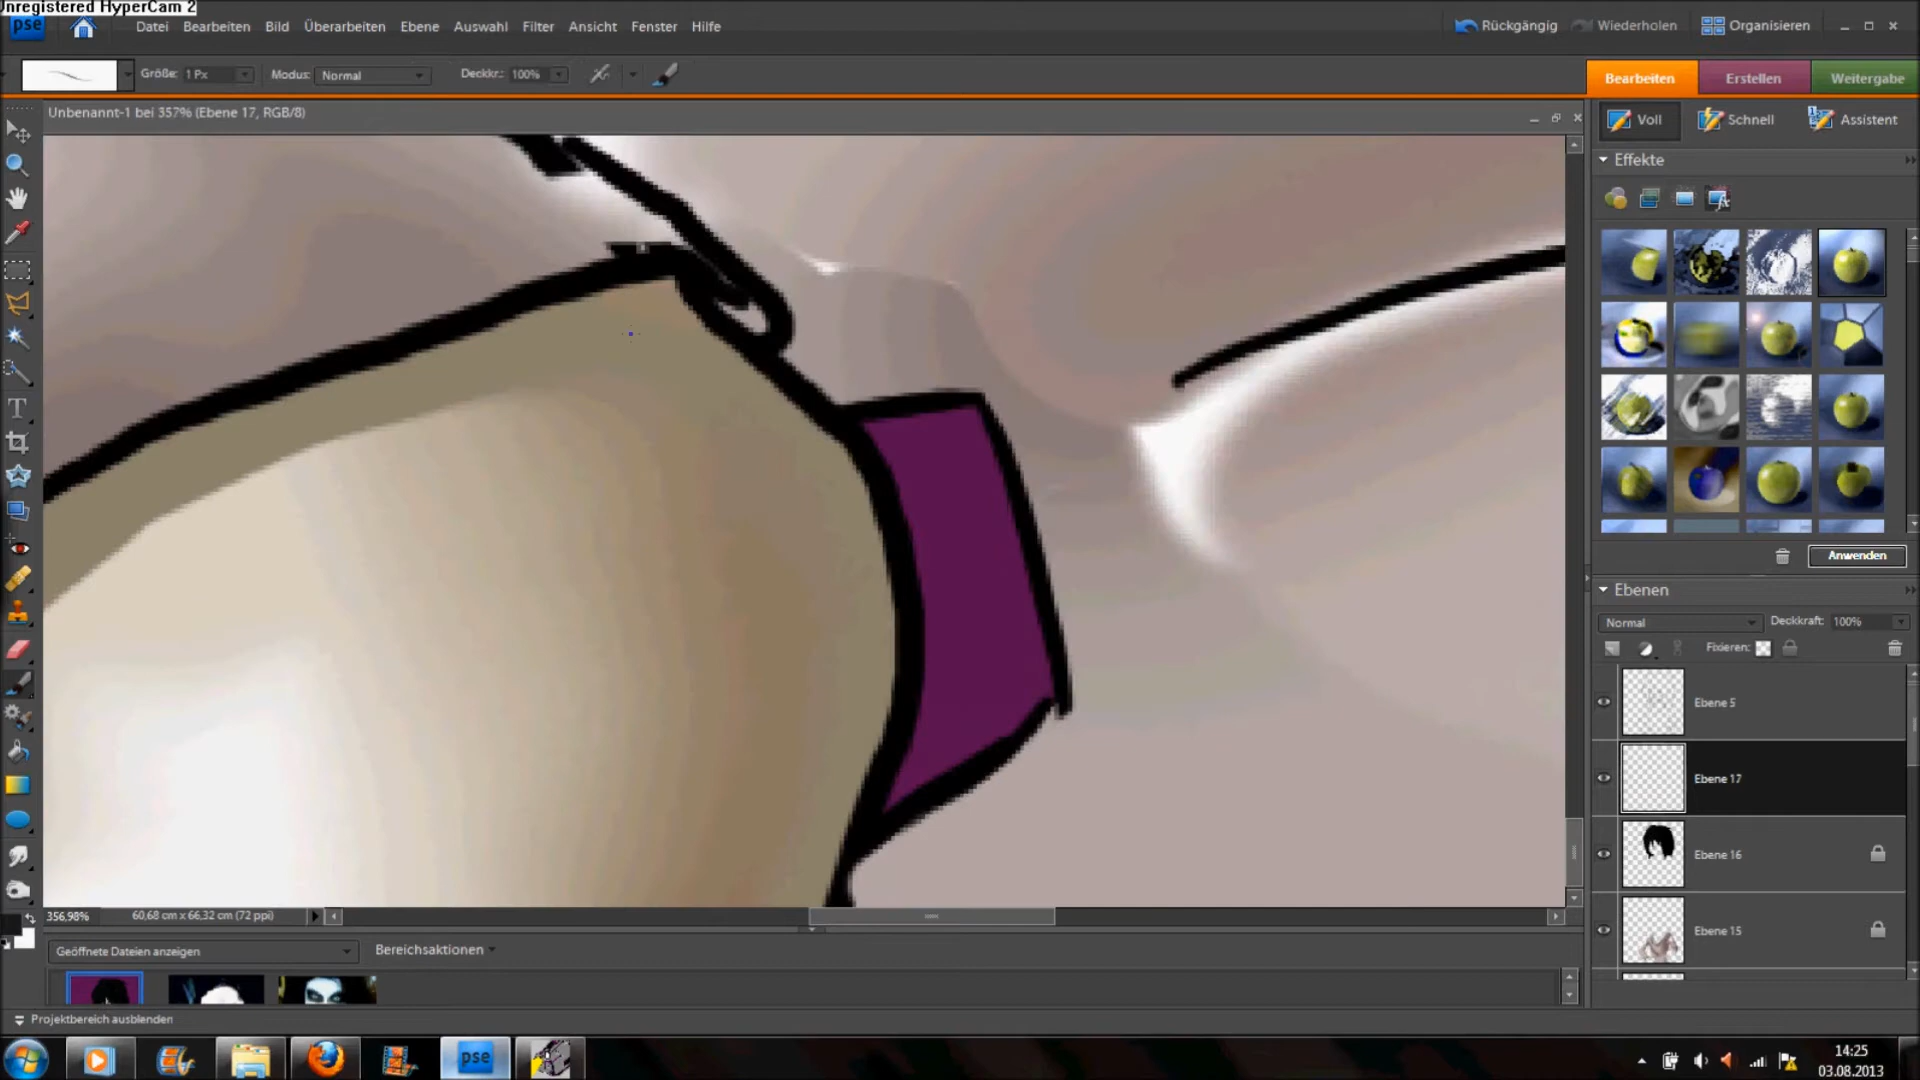 Unregistered HyperCam 2
pse
Datei Bearbeiten Bild Überarbeiten Ebene Auswahl Filter Ansicht Fenster Hilfe
Rückgängig Wiederholen Organisieren
Größe: 1 Px Modus: Normal Deckkr.: 100%
Bearbeiten Erstellen Weitergabe
Unbenannt-1 bei 357% (Ebene 17, RGB/8)
Voll Schnell Assistent
Effekte
Anwenden
Ebenen
Normal Deckkraft: 100%
Fixieren:
Ebene 5
Ebene 17
Ebene 16
Ebene 15
356,98% 60,68 cm x 66,32 cm (72 ppi)
Geöffnete Dateien anzeigen Bereichsaktionen
Projektbereich ausblenden
pse
14:25
03.08.2013